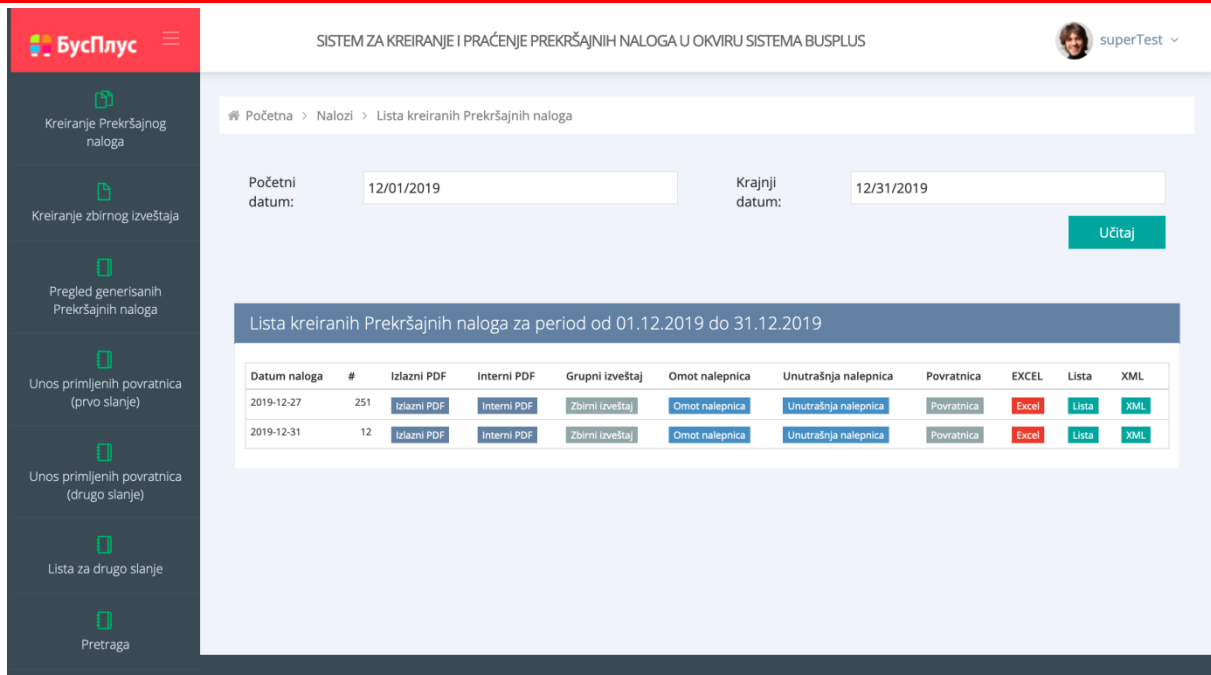 БусПлус
SISTEM ZA KREIRANJE I PRAĆENJE PREKRŠAJNIH NALOGA U OKVIRU SISTEMA BUSPLUS
superTest
Kreiranje Prekršajnog
naloga
Kreiranje zbirnog izveštaja
Pregled generisanih
Prekršajnih naloga
Unos primljenih povratnica
(prvo slanje)
Unos primljenih povratnica
(drugo slanje)
Lista za drugo slanje
Pretraga
Početna > Nalozi > Lista kreiranih Prekršajnih naloga
Početni
datum:
12/01/2019
Krajnji
datum:
12/31/2019
Učitaj
Lista kreiranih Prekršajnih naloga za period od 01.12.2019 do 31.12.2019
Datum naloga # Izlazni PDF Interni PDF Grupni izveštaj Omot nalepnica Unutrašnja nalepnica Povratnica EXCEL Lista XML
2019-12-27 251 Izlazni PDF Interni PDF Zbirni izveštaj Omot nalepnica Unutrašnja nalepnica Povratnica Excel Lista XML
2019-12-31 12 Izlazni PDF Interni PDF Zbirni izveštaj Omot nalepnica Unutrašnja nalepnica Povratnica Excel Lista XML